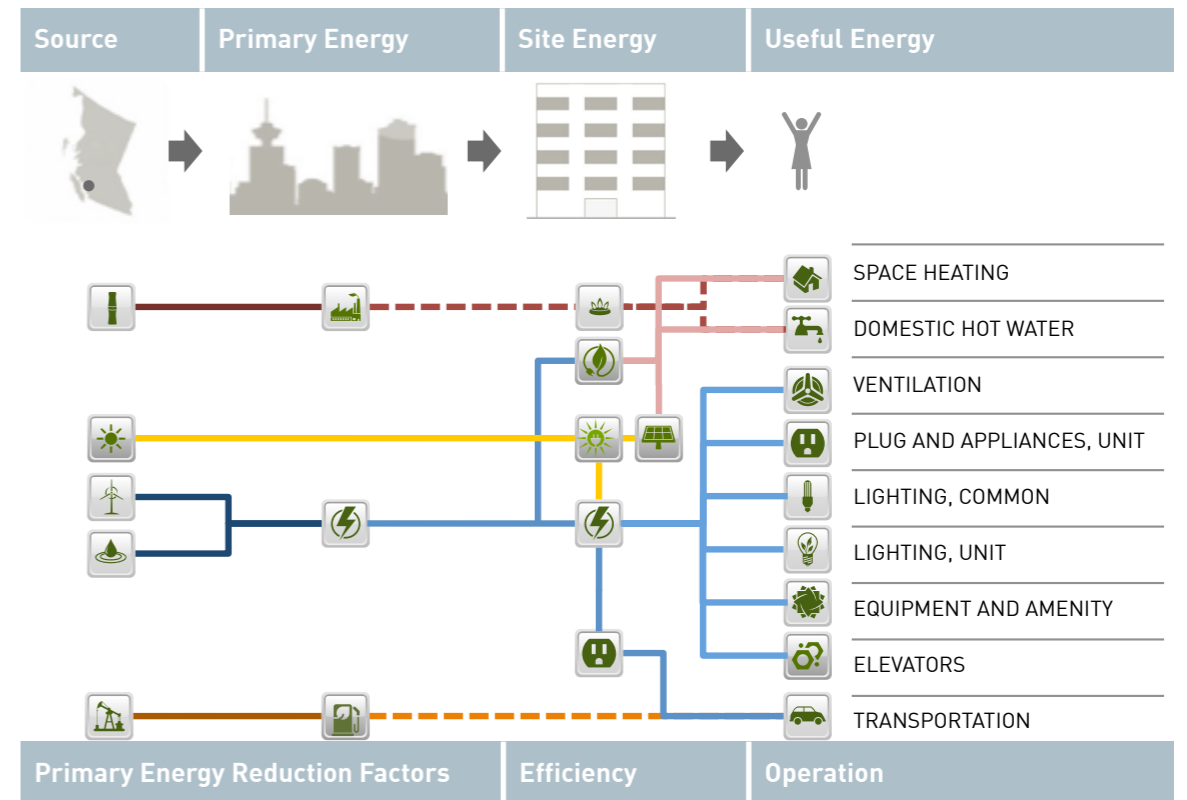 Source
Primary Energy
Site Energy
Useful Energy
SPACE HEATING
DOMESTIC HOT WATER
VENTILATION
PLUG AND APPLIANCES, UNIT
LIGHTING, COMMON
LIGHTING, UNIT
EQUIPMENT AND AMENITY
ELEVATORS
TRANSPORTATION
Primary Energy Reduction Factors
Efficiency
Operation